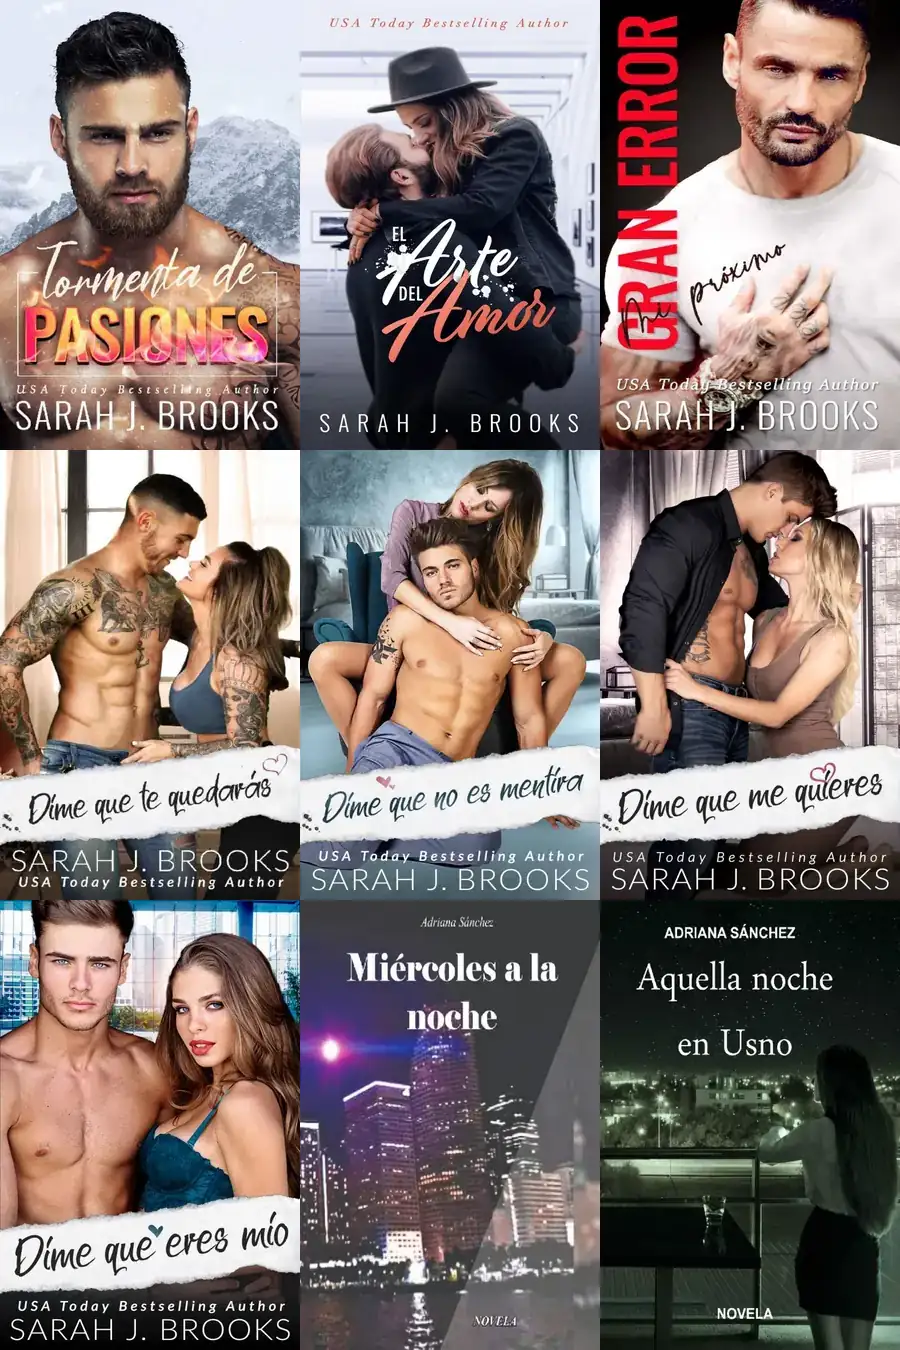 Tormenta de
PASIONES
USA Today Bestselling Author
SARAH J. BROOKS
USA Today Bestselling Author
EL
Arte
DEL
Amor
SARAH J. BROOKS
Mi próximo
GRAN ERROR
USA Today Bestselling Author
SARAH J. BROOKS
Dime que te quedarás
SARAH J. BROOKS
USA Today Bestselling Author
Dime que no es mentira
USA Today Bestselling Author
SARAH J. BROOKS
Dime que me quieres
USA Today Bestselling Author
SARAH J. BROOKS
Dime que eres mío
USA Today Bestselling Author
SARAH J. BROOKS
Adriana Sánchez
Miércoles a la
noche
NOVELA
ADRIANA SÁNCHEZ
Aquella noche
en Usno
NOVELA